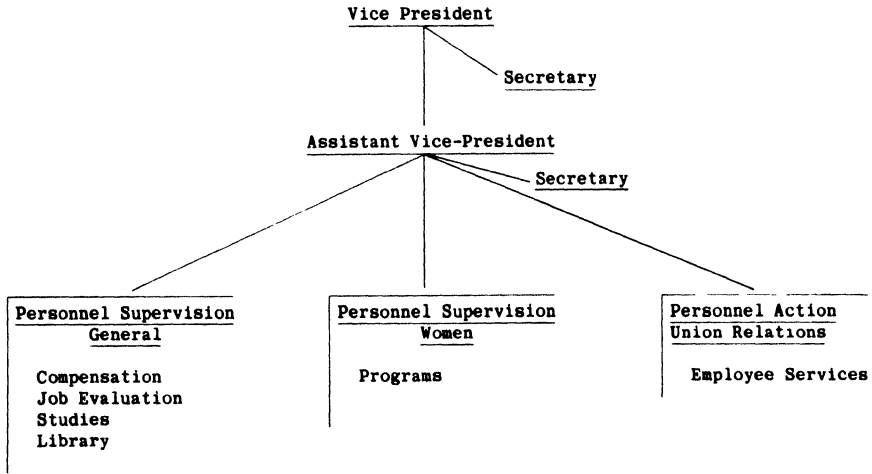 Vice President
Secretary
Assistant Vice-President
Secretary
Personnel Supervision
General
Compensation
Job Evaluation
Studies
Library
Personnel Supervision
Women
Programs
Personnel Action
Union Relations
Employee Services